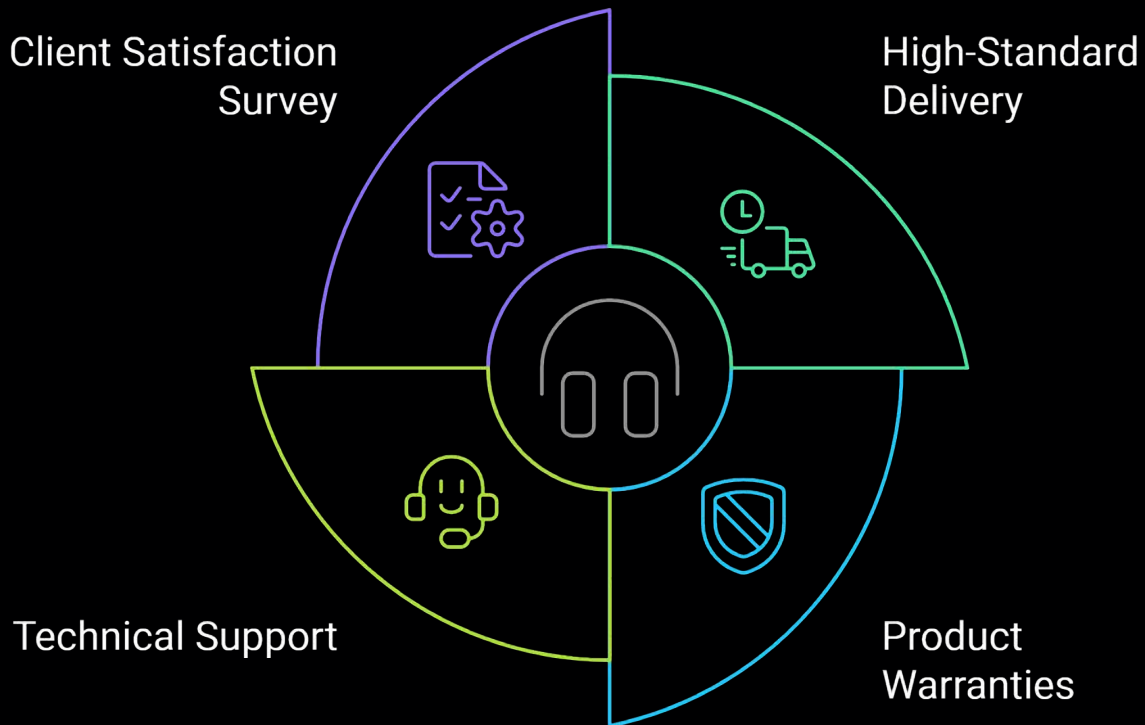 Client Satisfaction
Survey
High-Standard
Delivery
Technical Support
Product
Warranties